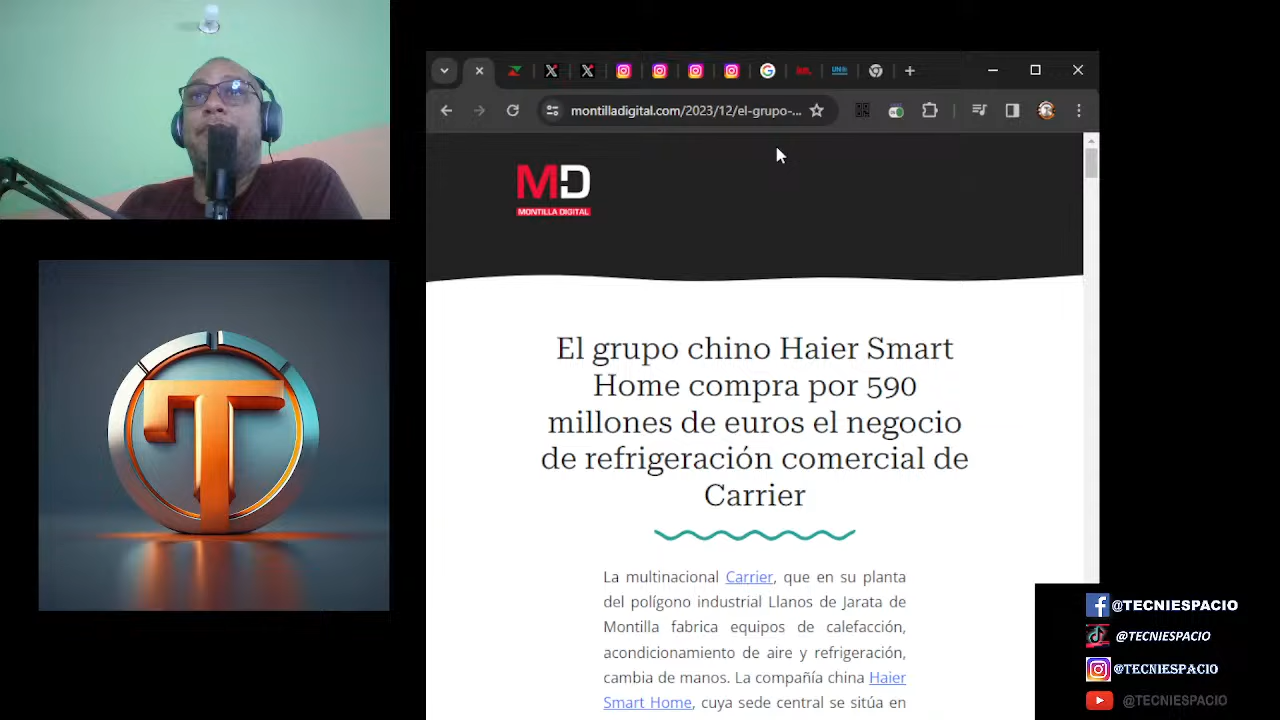 montilladigital.com/2023/12/el-grupo-...
MD
MONTILLA DIGITAL
El grupo chino Haier Smart
Home compra por 590
millones de euros el negocio
de refrigeración comercial de
Carrier
La multinacional Carrier, que en su planta
del polígono industrial Llanos de Jarata de
Montilla fabrica equipos de calefacción,
acondicionamiento de aire y refrigeración,
cambia de manos. La compañía china Haier
Smart Home, cuya sede central se sitúa en
T
@TECNIESPACIO
@TECNIESPACIO
@TECNIESPACIO
@TECNIESPACIO